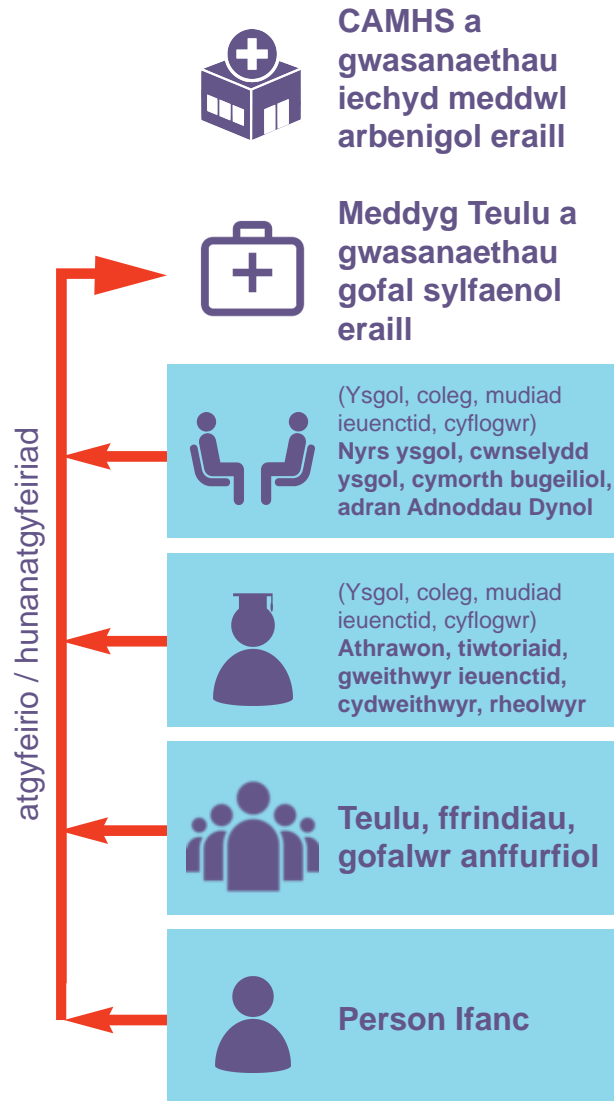 CAMHS a
gwasanaethau
iechyd meddwl
arbenigol eraill
Meddyg Teulu a
gwasanaethau
gofal sylfaenol
eraill
(Ysgol, coleg, mudiad
ieuenctid, cyflogwr)
Nyrs ysgol, cwnselydd
ysgol, cymorth bugeiliol,
adran Adnoddau Dynol
(Ysgol, coleg, mudiad
ieuenctid, cyflogwr)
Athrawon, tiwtoriaid,
gweithwyr ieuenctid,
cydweithwyr, rheolwyr
Teulu, ffrindiau,
gofalwr anffurfiol
Person Ifanc
atgyfeirio / hunanatgyfeiriad